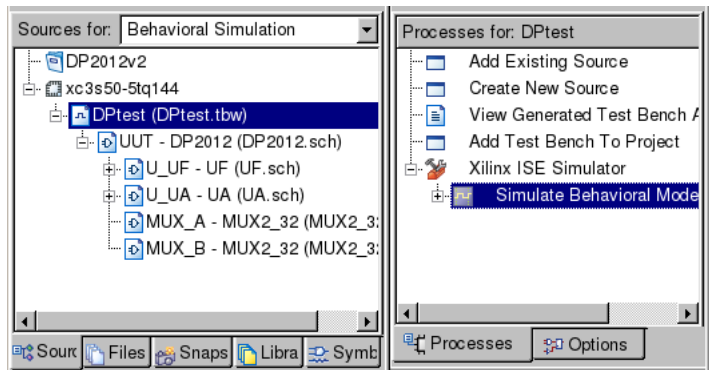 Sources for: Behavioral Simulation
DP2012v2
xc3s50-5tq144
DPtest (DPtest.tbw)
UUT - DP2012 (DP2012.sch)
U_UF - UF (UF.sch)
U_UA - UA (UA.sch)
MUX_A - MUX2_32 (MUX2_3
MUX_B - MUX2_32 (MUX2_3
Sourc Files Snaps Libra Symb
Processes for: DPtest
Add Existing Source
Create New Source
View Generated Test Bench A
Add Test Bench To Project
Xilinx ISE Simulator
Simulate Behavioral Mode
Processes Options